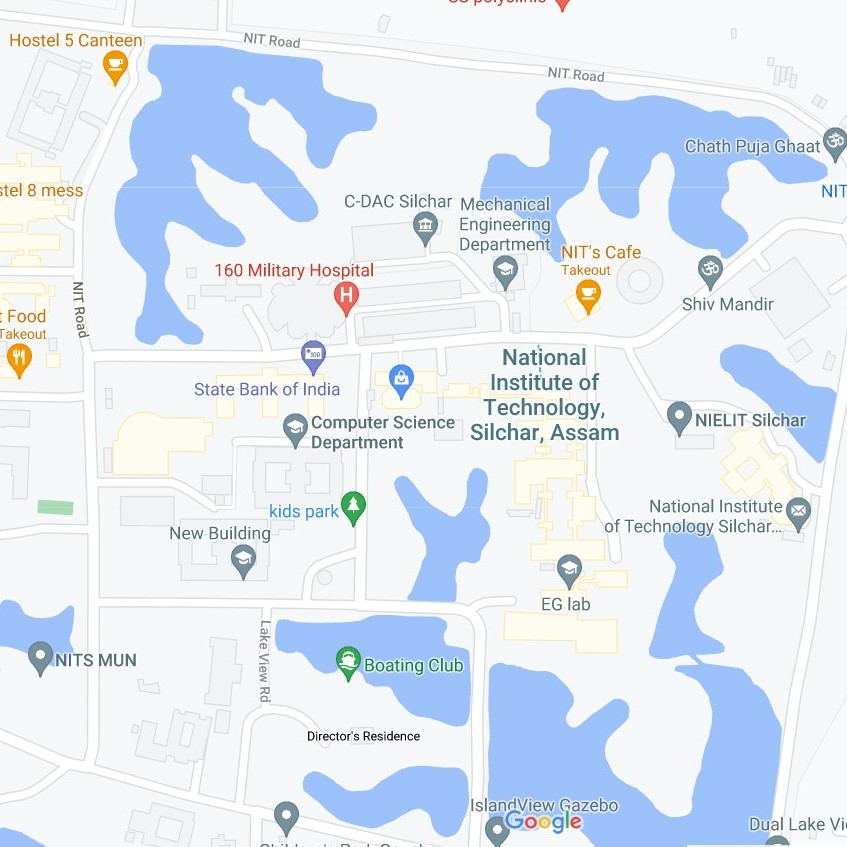 GS polyclinic
Hostel 5 Canteen
NIT Road
NIT Road
Chath Puja Ghaat
stel 8 mess
NIT
C-DAC Silchar
Mechanical
Engineering
Department
NIT's Cafe
Takeout
160 Military Hospital
Shiv Mandir
NIT Road
t Food
Takeout
National
Institute of
Technology,
Silchar, Assam
State Bank of India
Computer Science
Department
NIELIT Silchar
kids park
National Institute
of Technology Silchar...
New Building
EG lab
Lake View Rd
NITS MUN
Boating Club
Director's Residence
IslandView Gazebo
Google
Dual Lake Vi